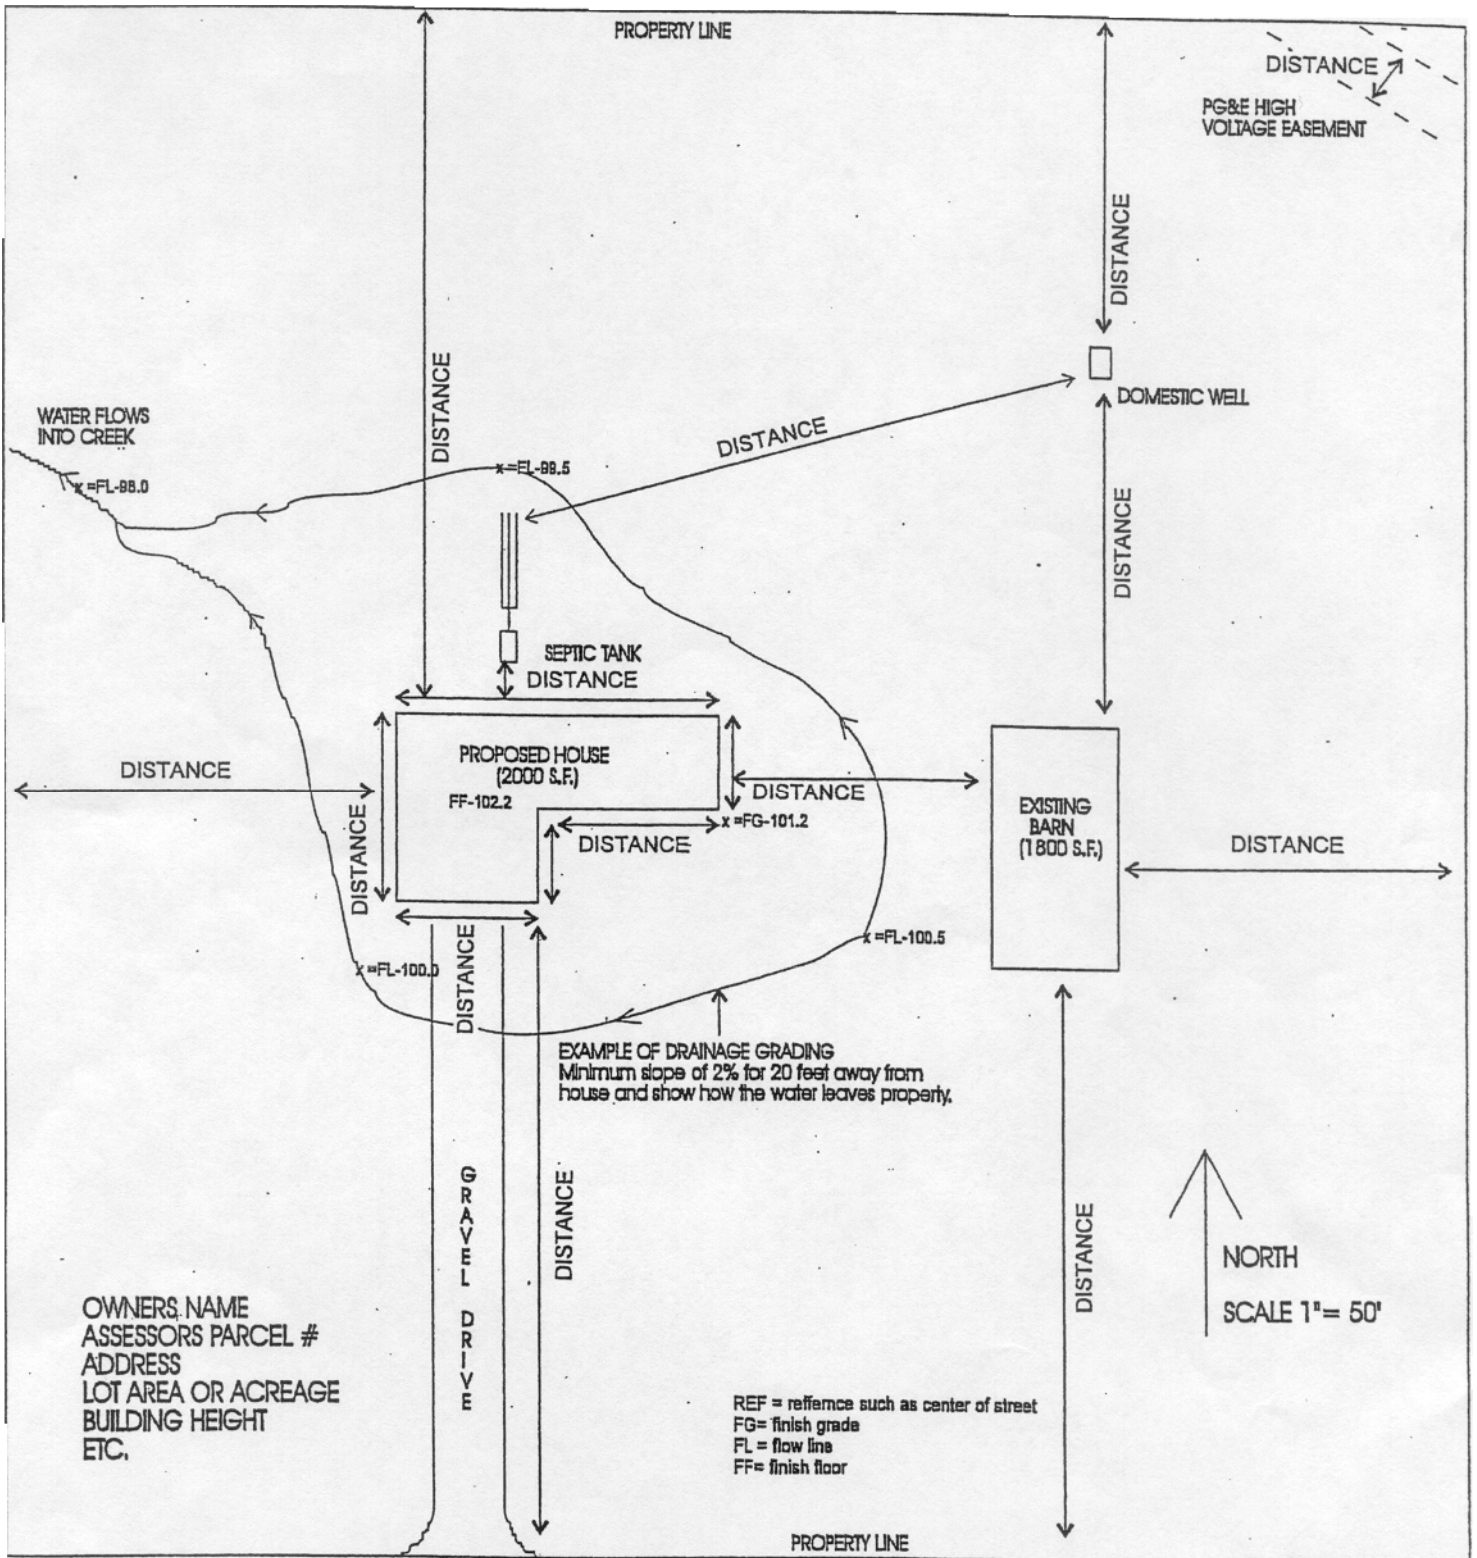 PROPERTY LINE
DISTANCE
PG&E HIGH
VOLTAGE EASEMENT
DISTANCE
DISTANCE
DOMESTIC WELL
WATER FLOWS
INTO CREEK
DISTANCE
x =FL-99.5
x =FL-98.0
DISTANCE
SEPTIC TANK
DISTANCE
PROPOSED HOUSE
(2000 S.F.)
FF-102.2
DISTANCE
DISTANCE
DISTANCE
x =FG-101.2
DISTANCE
EXISTING
BARN
(1800 S.F.)
DISTANCE
DISTANCE
x =FL-100.5
x =FL-100.0
EXAMPLE OF DRAINAGE GRADING
Minimum slope of 2% for 20 feet away from
house and show how the water leaves property.
GRAVEL DRIVE
DISTANCE
DISTANCE
NORTH
SCALE 1"= 50'
OWNERS NAME
ASSESSORS PARCEL #
ADDRESS
LOT AREA OR ACREAGE
BUILDING HEIGHT
ETC.
REF = reffernce such as center of street
FG= finish grade
FL = flow line
FF= finish floor
PROPERTY LINE